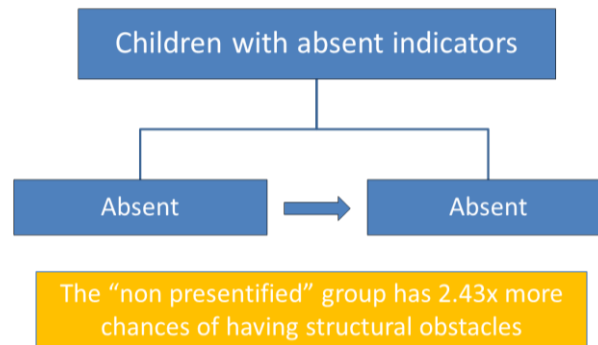 Children with absent indicators
Absent
Absent
The “non presentified” group has 2.43x more
chances of having structural obstacles